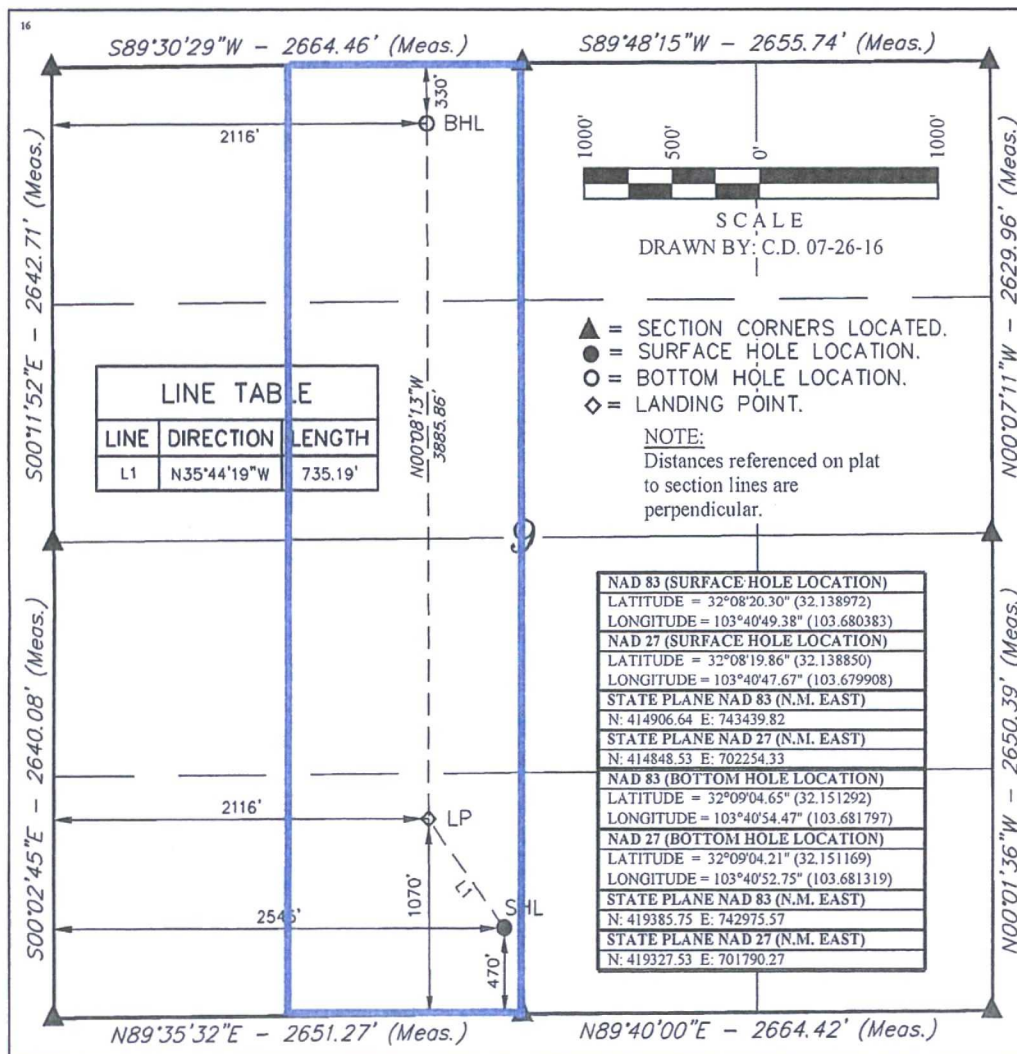 16
S89°30'29"W - 2664.46' (Meas.)
S89°48'15"W - 2655.74' (Meas.)
330'
2116'
BHL
1000'
500'
0'
1000'
SCALE
DRAWN BY: C.D. 07-26-16
S00°11'52"E - 2642.71' (Meas.)
N00°07'11"W - 2629.96' (Meas.)
= SECTION CORNERS LOCATED.
= SURFACE HOLE LOCATION.
= BOTTOM HOLE LOCATION.
= LANDING POINT.
NOTE:
Distances referenced on plat
to section lines are
perpendicular.
LINE TABLE
LINE DIRECTION LENGTH
L1 N35°44'19"W 735.19'
N00°08'13"W
3885.86'
9
NAD 83 (SURFACE HOLE LOCATION)
LATITUDE = 32°08'20.30" (32.138972)
LONGITUDE = 103°40'49.38" (103.680383)
NAD 27 (SURFACE HOLE LOCATION)
LATITUDE = 32°08'19.86" (32.138850)
LONGITUDE = 103°40'47.67" (103.679908)
STATE PLANE NAD 83 (N.M. EAST)
N: 414906.64 E: 743439.82
STATE PLANE NAD 27 (N.M. EAST)
N: 414848.53 E: 702254.33
NAD 83 (BOTTOM HOLE LOCATION)
LATITUDE = 32°09'04.65" (32.151292)
LONGITUDE = 103°40'54.47" (103.681797)
NAD 27 (BOTTOM HOLE LOCATION)
LATITUDE = 32°09'04.21" (32.151169)
LONGITUDE = 103°40'52.75" (103.681319)
STATE PLANE NAD 83 (N.M. EAST)
N: 419385.75 E: 742975.57
STATE PLANE NAD 27 (N.M. EAST)
N: 419327.53 E: 701790.27
S00°02'45"E - 2640.08' (Meas.)
N00°01'36"W - 2650.39' (Meas.)
2116'
LP
1070'
L1
SHL
470'
N89°35'32"E - 2651.27' (Meas.)
N89°40'00"E - 2664.42' (Meas.)